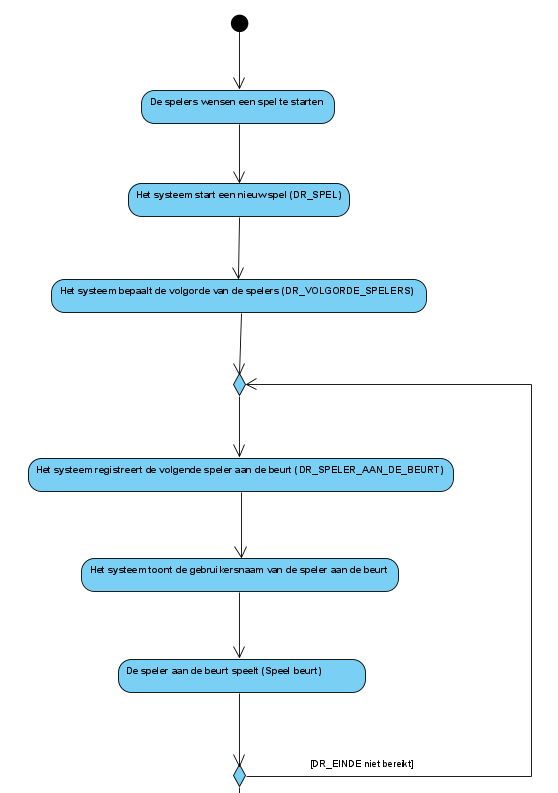 De spelers wensen een spel te starten
Het systeem start een nieuw spel (DR_SPEL)
Het systeem bepaalt de volgorde van de spelers (DR_VOLGORDE_SPELERS)
Het systeem registreert de volgende speler aan de beurt (DR_SPELER_AAN_DE_BEURT)
Het systeem toont de gebruikersnaam van de speler aan de beurt
De speler aan de beurt speelt (Speel beurt)
[DR_EINDE niet bereikt]